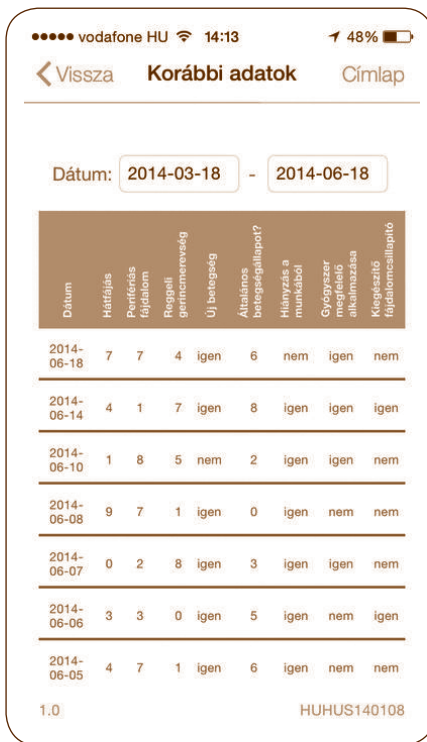 vodafone HU 14:13 48%
Vissza Korábbi adatok Címlap
Dátum: 2014-03-18 - 2014-06-18
Dátum
Hátfájás
Perifériás
fájdalom
Reggeli
gerincmerevség
Új betegség
Általános
betegségállapot?
Hiányzás a
munkából
Gyógyszer
megfelelő
alkalmazása
Kiegészítő
fájdalomcsillapító
2014-
06-18 7 7 4 igen 6 nem igen nem
2014-
06-14 4 1 7 igen 8 igen igen igen
2014-
06-10 1 8 5 nem 2 igen igen nem
2014-
06-08 9 7 1 igen 0 igen nem nem
2014-
06-07 0 2 8 igen 3 igen igen nem
2014-
06-06 3 3 0 igen 5 igen nem igen
2014-
06-05 4 7 1 igen 6 igen nem nem
1.0 HUHUS140108